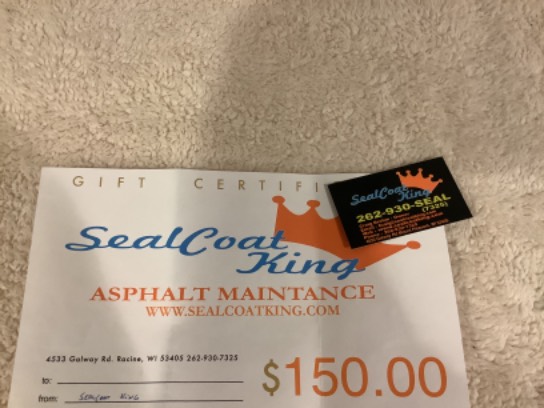 GIFT CERTIFI
SealCoat
King
ASPHALT MAINTANCE
WWW.SEALCOATKING.COM
4533 Galway Rd. Racine, WI 53405 262-930-7325
to:
$150.00
from: Sealcoat King
SealCoat
King
262-930-SEAL
(7325)